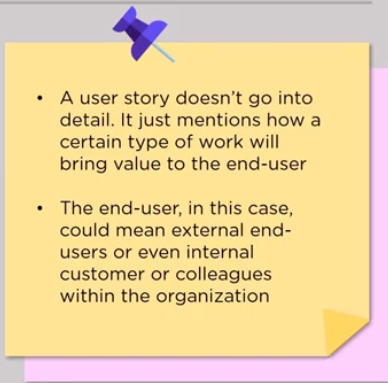 • A user story doesn't go into
detail. It just mentions how a
certain type of work will
bring value to the end-user
• The end-user, in this case,
could mean external end-
users or even internal
customer or colleagues
within the organization